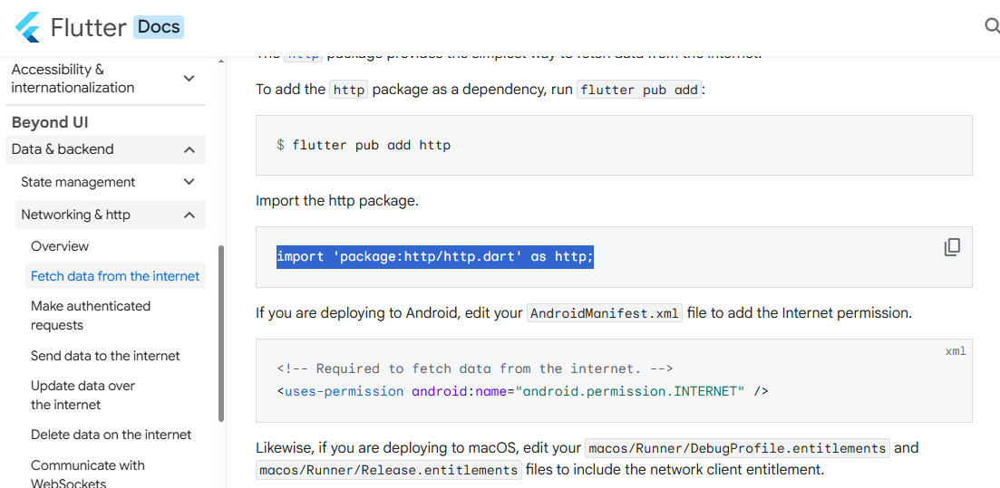 Flutter Docs
Accessibility &
internationalization
Beyond UI
Data & backend
State management
Networking & http
Overview
Fetch data from the internet
Make authenticated
requests
Send data to the internet
Update data over
the internet
Delete data on the internet
Communicate with
WebSockets
The http package provides the simplest way to fetch data from the internet.
To add the http package as a dependency, run flutter pub add:
$ flutter pub add http
Import the http package.
import 'package:http/http.dart' as http;
If you are deploying to Android, edit your AndroidManifest.xml file to add the Internet permission.
xml
<!-- Required to fetch data from the internet. -->
<uses-permission android:name="android.permission.INTERNET" />
Likewise, if you are deploying to macOS, edit your macos/Runner/DebugProfile.entitlements and
macos/Runner/Release.entitlements files to include the network client entitlement.